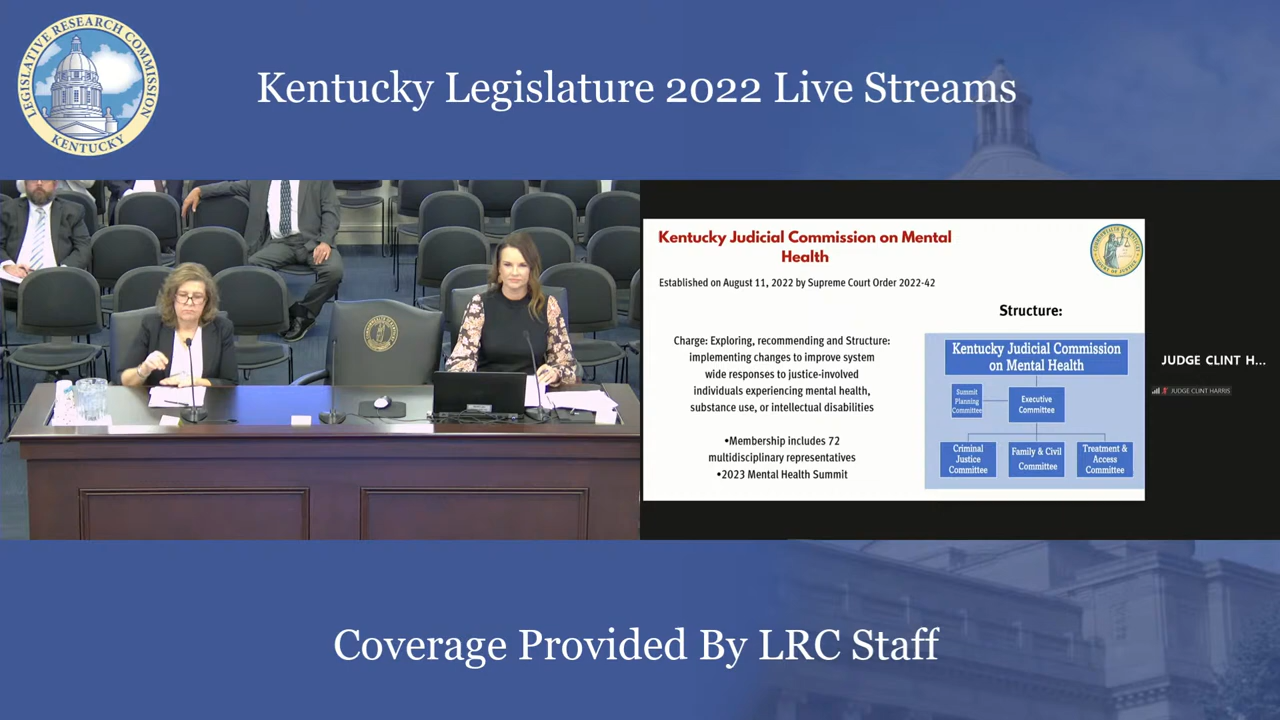 LEGISLATIVE RESEARCH COMMISSION
KENTUCKY
Kentucky Legislature 2022 Live Streams
Kentucky Judicial Commission on Mental
Health
Established on August 11, 2022 by Supreme Court Order 2022-42
Structure:
Charge: Exploring, recommending and Structure:
implementing changes to improve system
wide responses to justice-involved
individuals experiencing mental health,
substance use, or intellectual disabilities
•Membership includes 72
multidisciplinary representatives
•2023 Mental Health Summit
Kentucky Judicial Commission
on Mental Health
Summit
Planning
Committee
Executive
Committee
Criminal
Justice
Committee
Family & Civil
Committee
Treatment &
Access
Committee
JUDGE CLINT H...
JUDGE CLINT HARRIS
Coverage Provided By LRC Staff